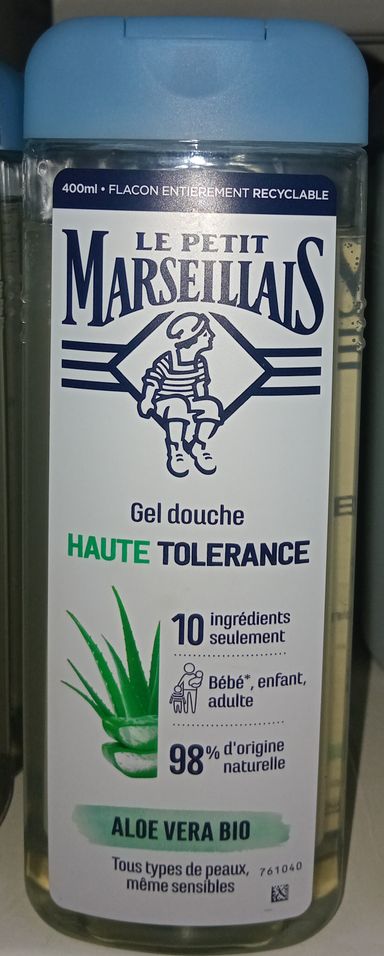 400ml • FLACON ENTIÈREMENT RECYCLABLE
LE PETIT
MARSEILLAIS
Gel douche
HAUTE TOLERANCE
10 ingrédients
seulement
Bébé*, enfant,
adulte
98% d'origine
naturelle
ALOE VERA BIO
Tous types de peaux,
même sensibles
761040